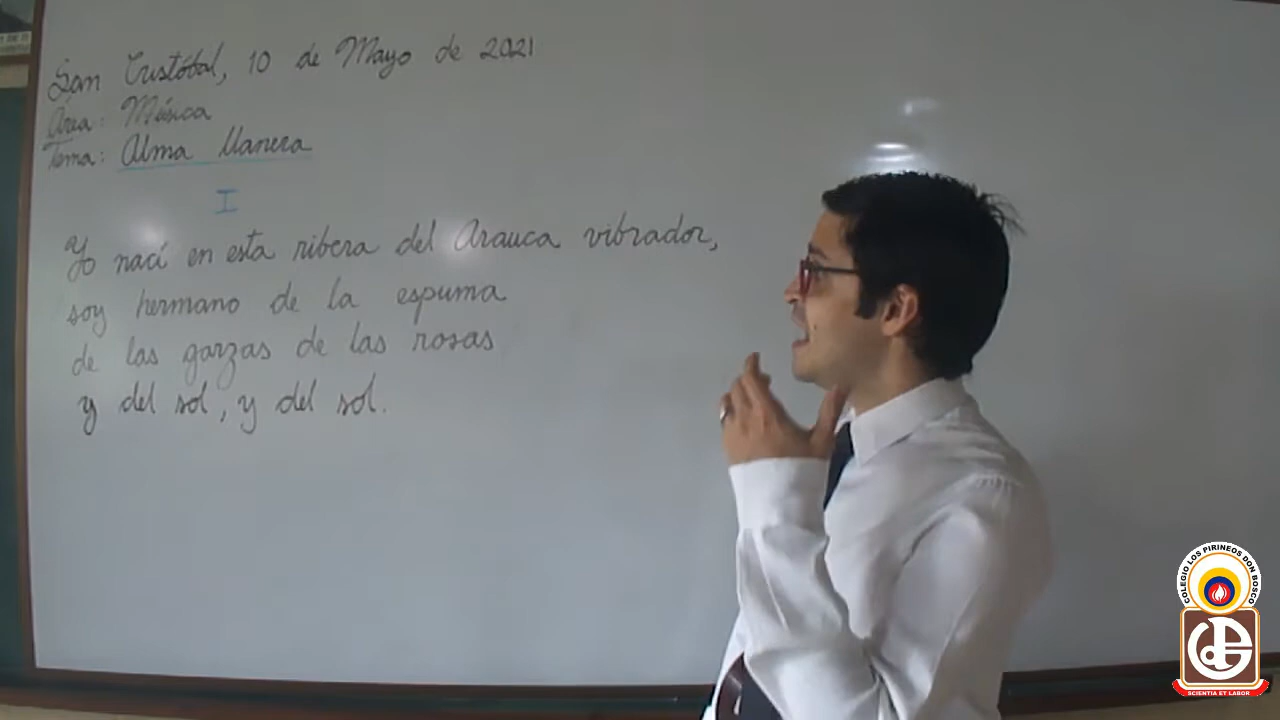 San Cristóbal, 10 de Mayo de 2021
Área: Música
Tema: Alma llanera
I
Yo nací en esta ribera del Arauca vibrador,
soy hermano de la espuma
de las garzas de las rosas
y del sol, y del sol.
COLEGIO LOS PIRINEOS DON BOSCO
SCIENTIA ET LABOR